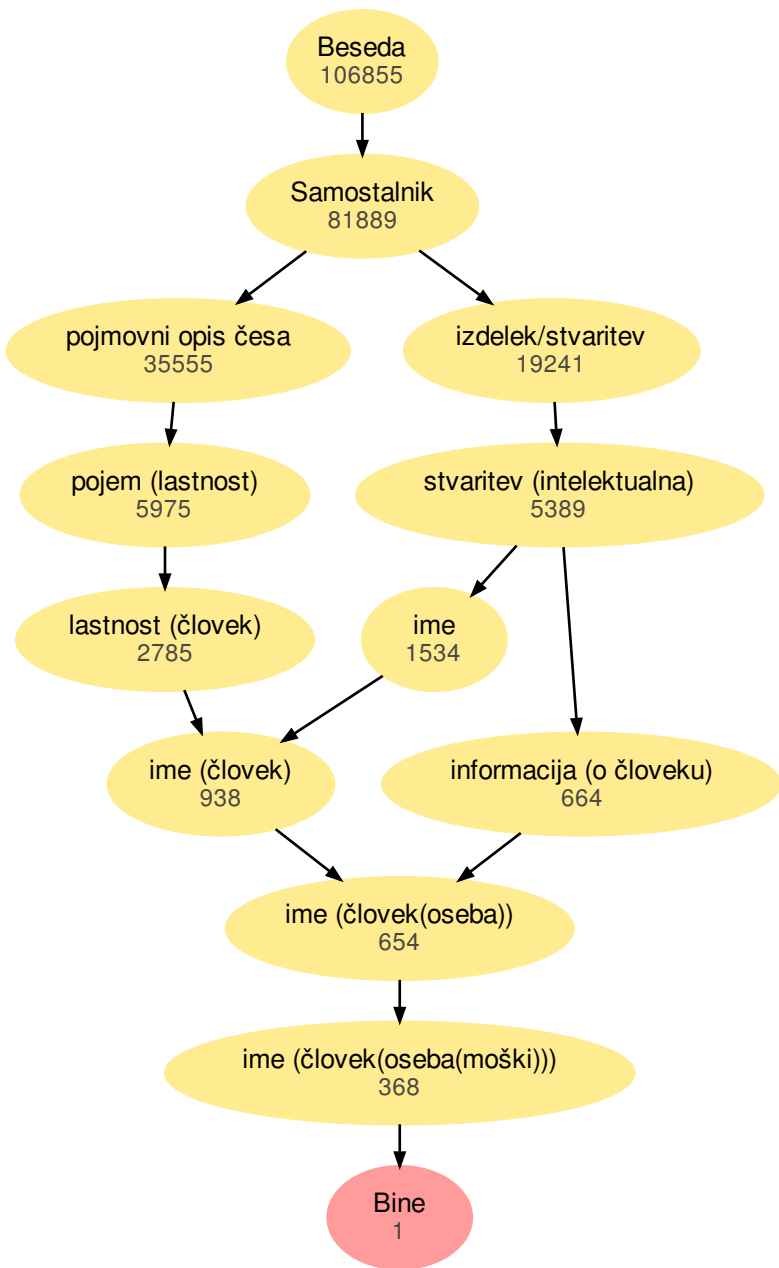 Beseda
106855
Samostalnik
81889
pojmovni opis česa
35555
izdelek/stvaritev
19241
pojem (lastnost)
5975
stvaritev (intelektualna)
5389
lastnost (človek)
2785
ime
1534
ime (človek)
938
informacija (o človeku)
664
ime (človek(oseba))
654
ime (človek(oseba(moški)))
368
Bine
1